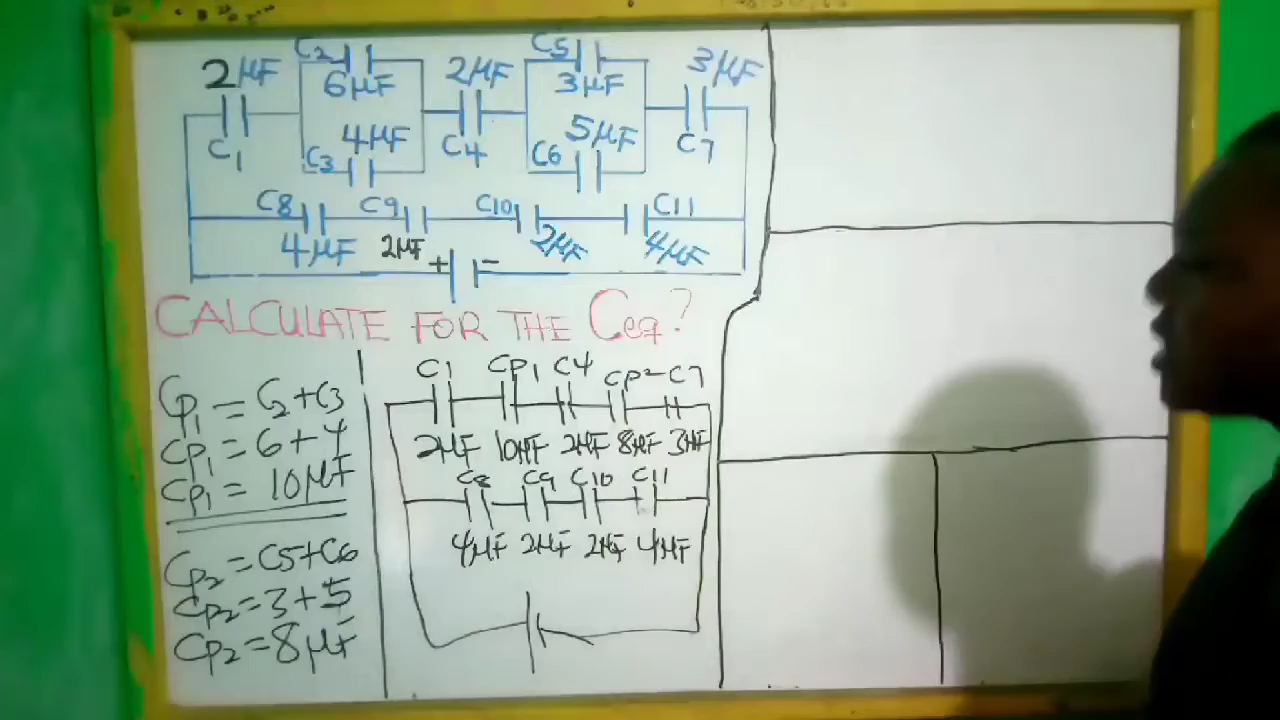 2μF C2 6μF 2μF C5 3μF 3μF
C1 C3 4μF C4 C6 5μF C7
C8 C9 C10 C11
4μF 2μF 2μF 4μF
+ -
CALCULATE FOR THE Ceq?
Cp1 = C2+C3
Cp1 = 6+4
Cp1 = 10μF
Cp2 = C5+C6
Cp2 = 3+5
Cp2 = 8μF
C1 Cp1 C4 Cp2 C7
2μF 10μF 2μF 8μF 3μF
C8 C9 C10 C11
4μF 2μF 2μF 4μF